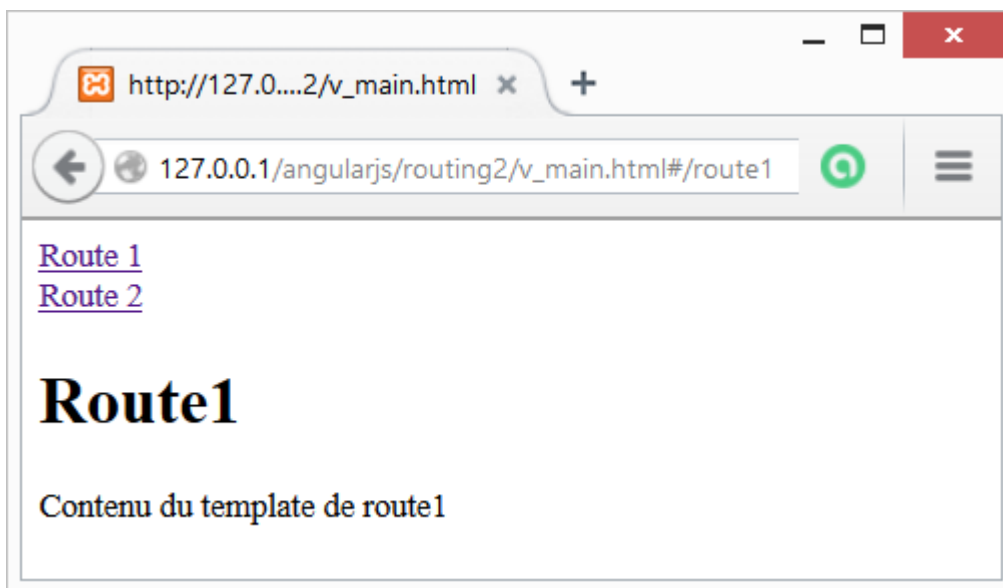 http://127.0....2/v_main.html
127.0.0.1/angularjs/routing2/v_main.html#/route1
Route 1
Route 2
Route1
Contenu du template de route1